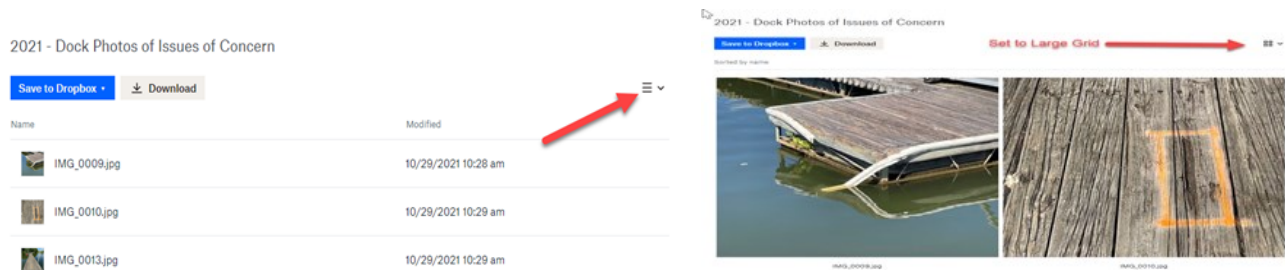 2021 - Dock Photos of Issues of Concern
Save to Dropbox Download
Name Modified
IMG_0009.jpg 10/29/2021 10:28 am
IMG_0010.jpg 10/29/2021 10:29 am
IMG_0013.jpg 10/29/2021 10:29 am
2021 - Dock Photos of Issues of Concern
Save to Dropbox Download Set to Large Grid
Sorted by name
IMG_0009.jpg IMG_0010.jpg